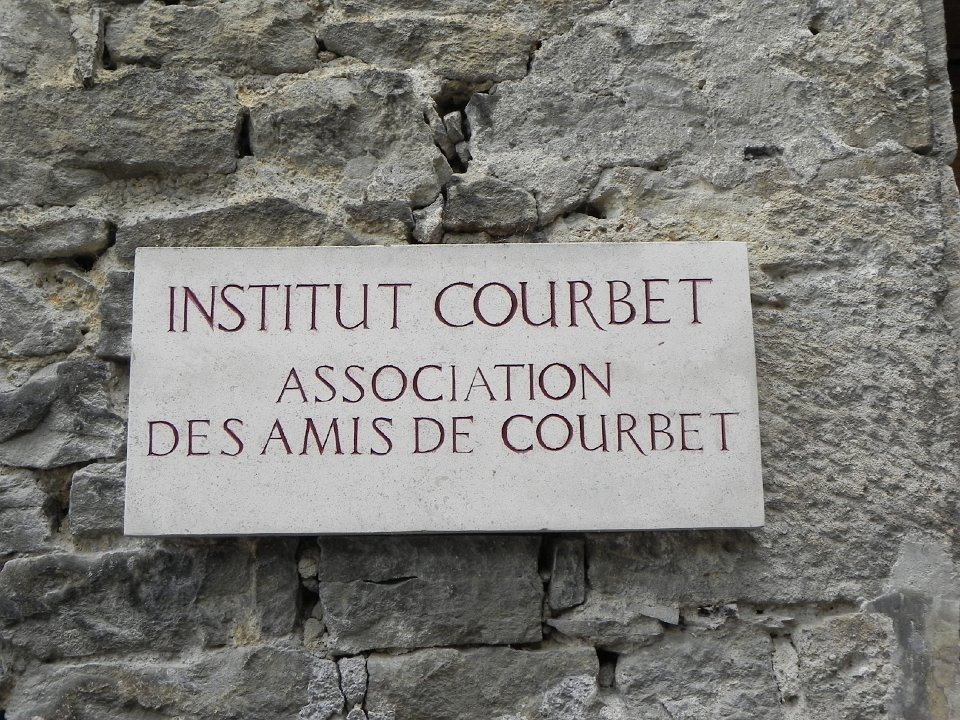 INSTITUT COURBET
ASSOCIATION
DES AMIS DE COURBET